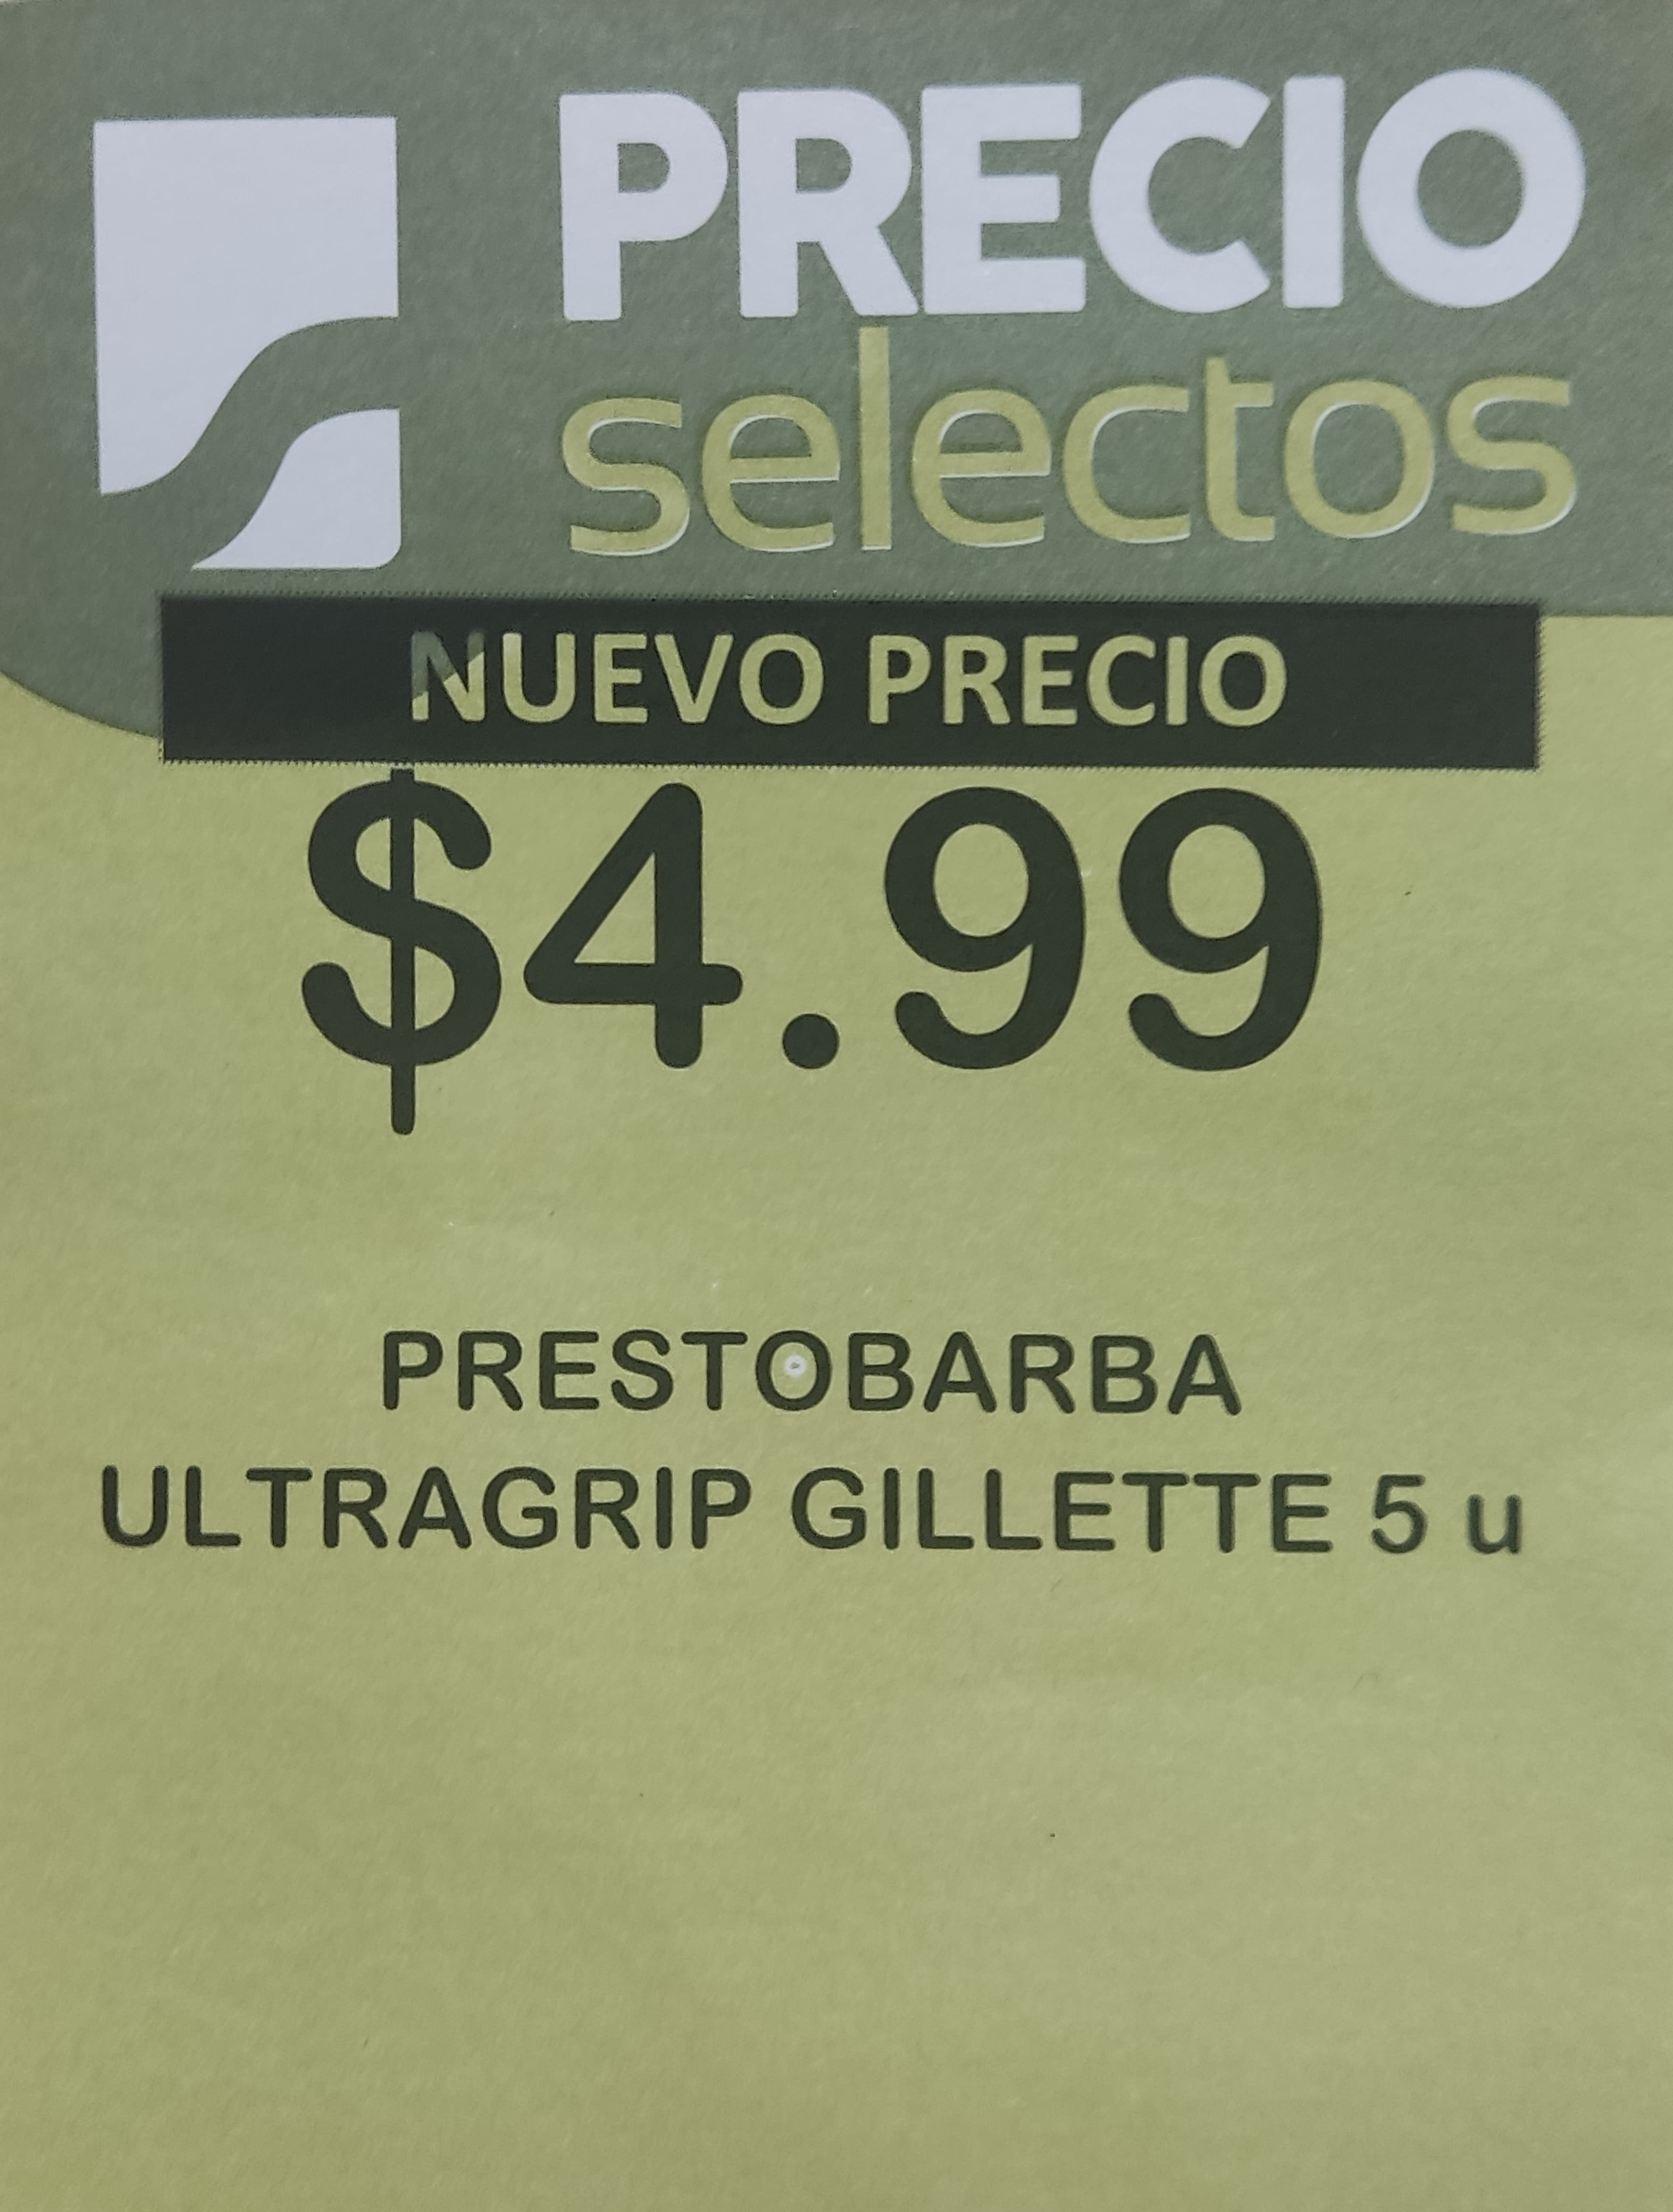 PRECIO
selectos
NUEVO PRECIO
$4.99
PRESTOBARBA
ULTRAGRIP GILLETTE 5 u